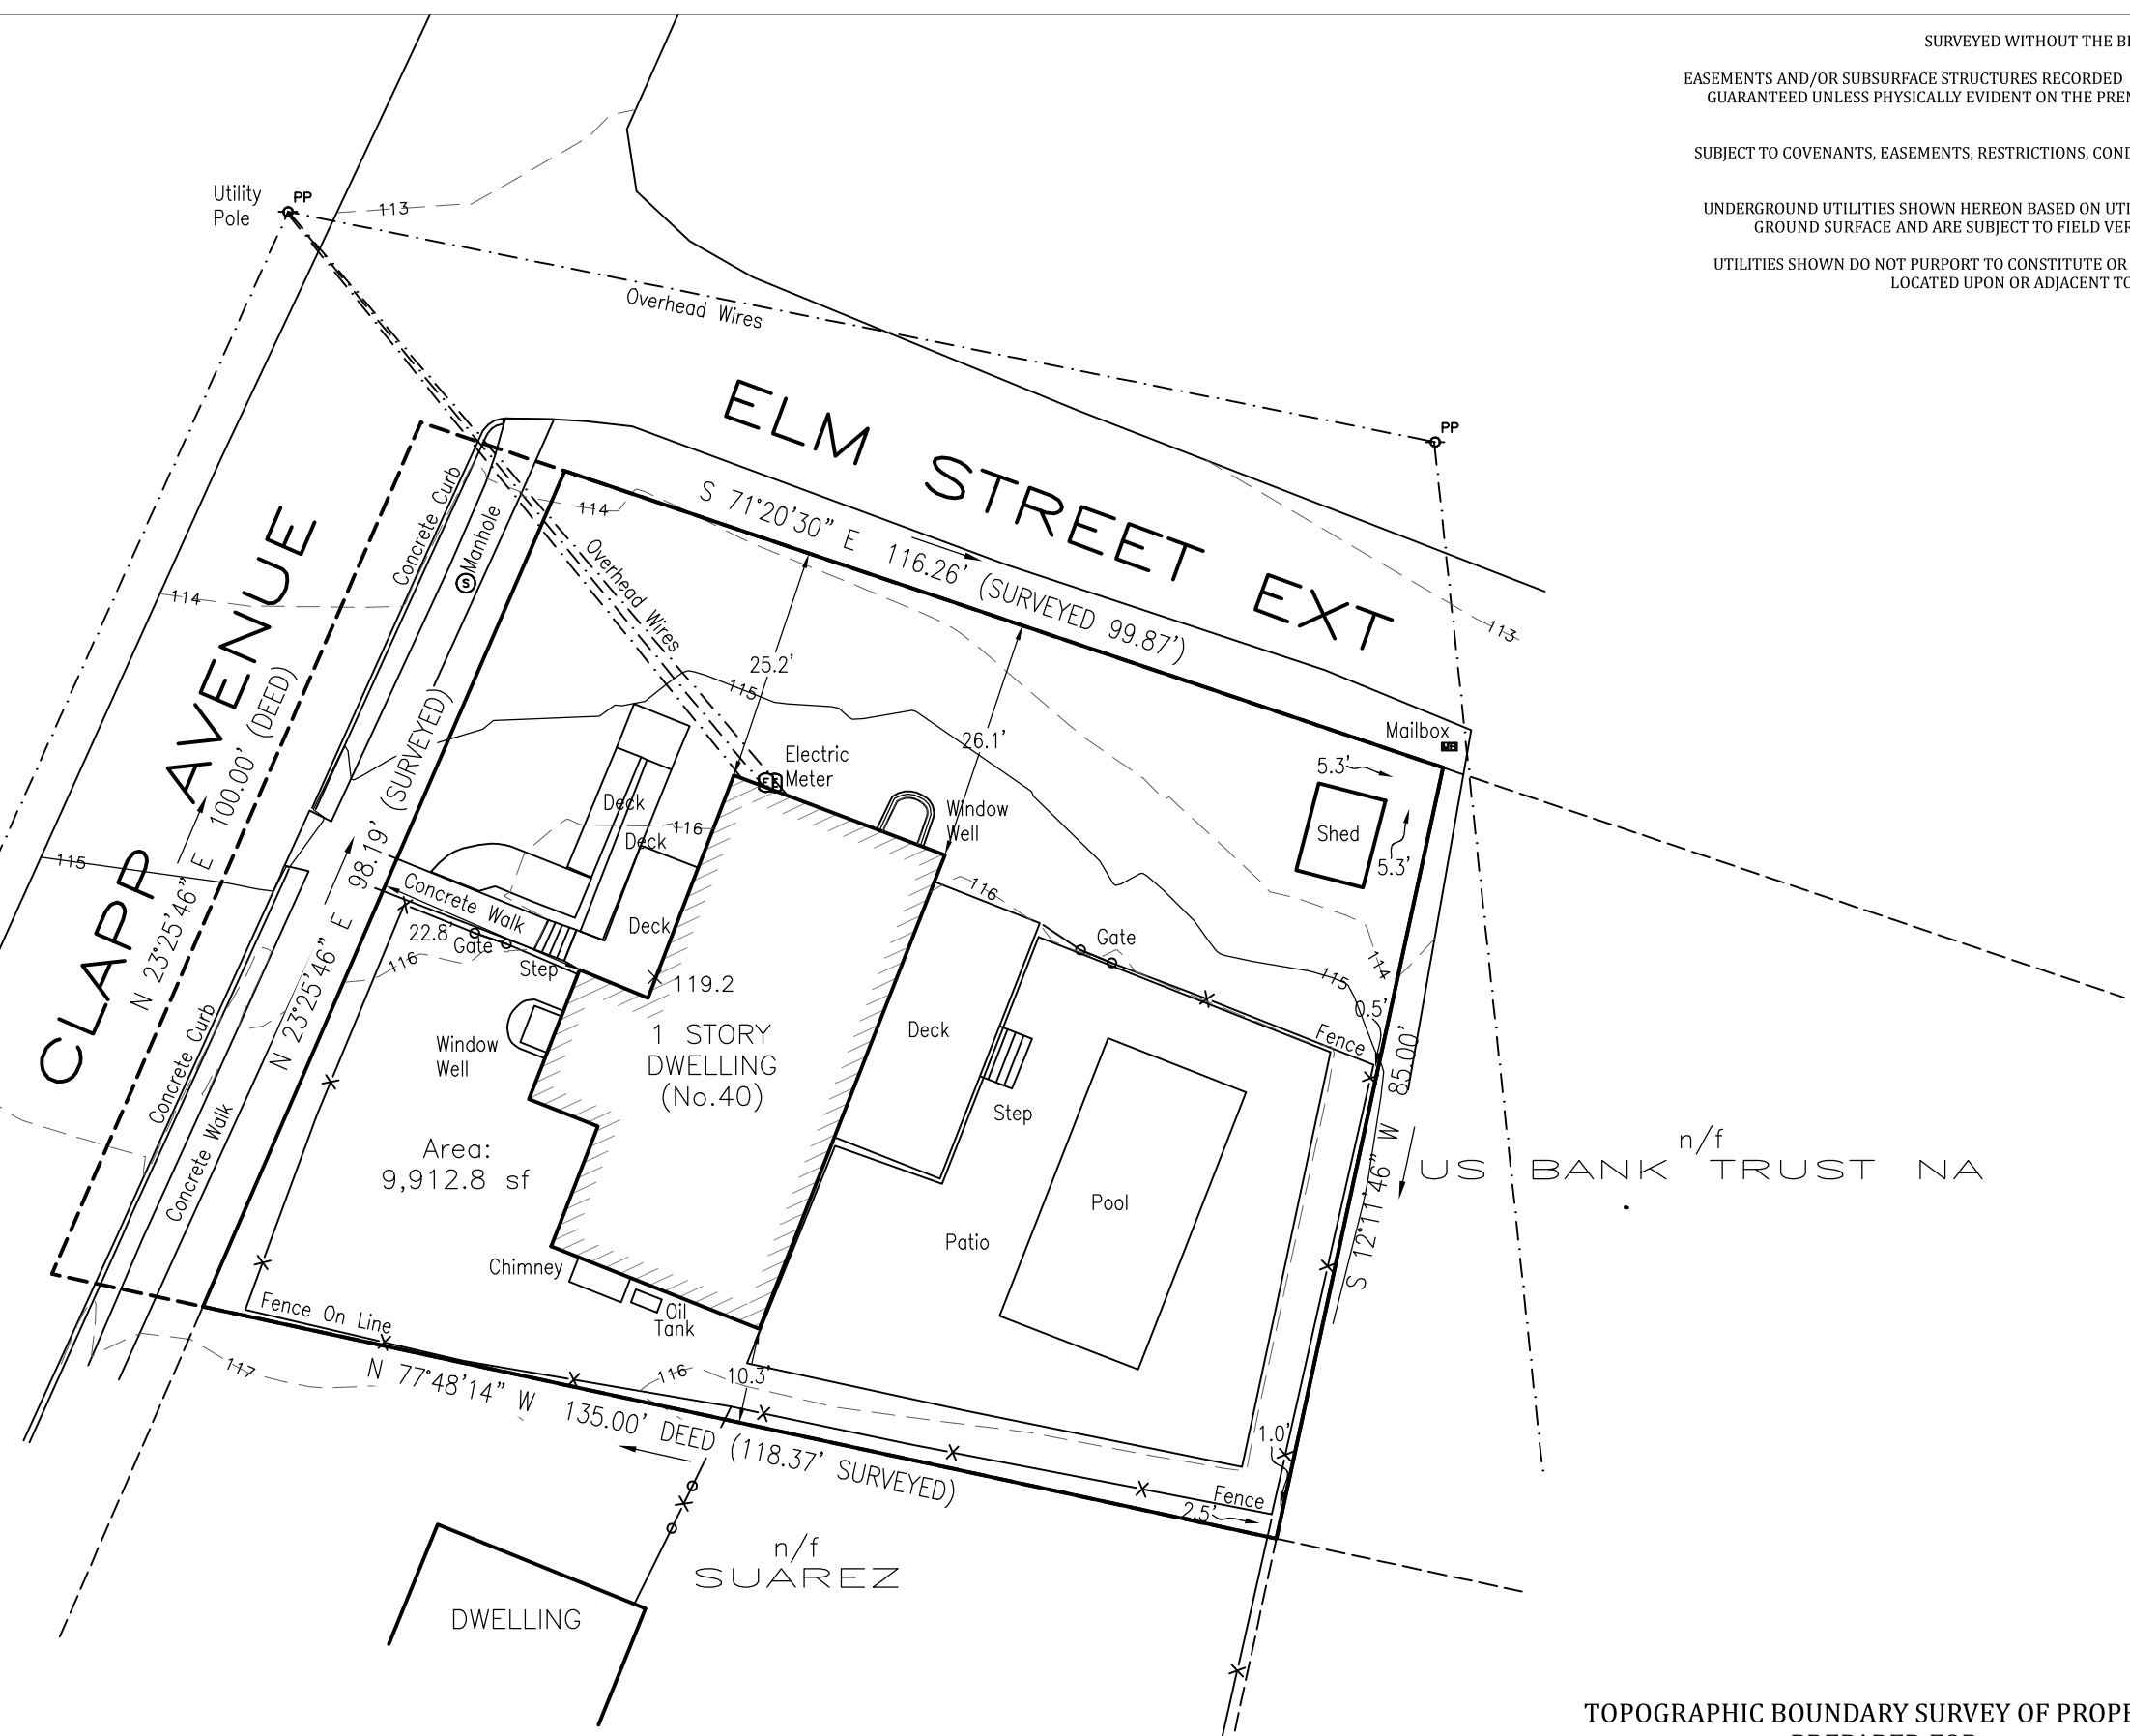 SURVEYED WITHOUT THE
EASEMENTS AND/OR SUBSURFACE STRUCTURES RECORDED
GUARANTEED UNLESS PHYSICALLY EVIDENT ON THE
SUBJECT TO COVENANTS, EASEMENTS, RESTRICTIONS,
UNDERGROUND UTILITIES SHOWN HEREON BASED ON
GROUND SURFACE AND ARE SUBJECT TO FIELD
UTILITIES SHOWN DO NOT PURPORT TO CONSTITUTE OR
LOCATED UPON OR ADJACENT
Utility
Pole
PP
113
Overhead Wires
ELM STREET EXT
PP
S 71°20'30" E 116.26' (SURVEYED 99.87')
113
Concrete Curb
Manhole
S
114
114
Overhead Wires
CLAPP AVENUE
N 23°25'46" E 100.00' (DEED)
N 23°25'46" E 98.19' (SURVEYED)
25.2'
115
26.1'
Electric
Meter
Mailbox
5.3'
Shed
5.3'
Window
Well
Deck
Deck
116
115
Concrete Walk
Deck
22.8'
Gate
Step
116
116
Gate
119.2
114
115
0.5'
Fence
1 STORY
DWELLING
(No.40)
Deck
Step
Window
Well
Concrete Curb
Concrete Walk
Area:
9,912.8 sf
S 12°11'46" W 85.00'
n/f
US BANK TRUST NA
Pool
Patio
Chimney
Oil
Tank
Fence On Line
117
116
10.3'
N 77°48'14" W 135.00' DEED (118.37' SURVEYED)
1.0'
Fence
2.5'
n/f
SUAREZ
DWELLING
TOPOGRAPHIC BOUNDARY SURVEY OF